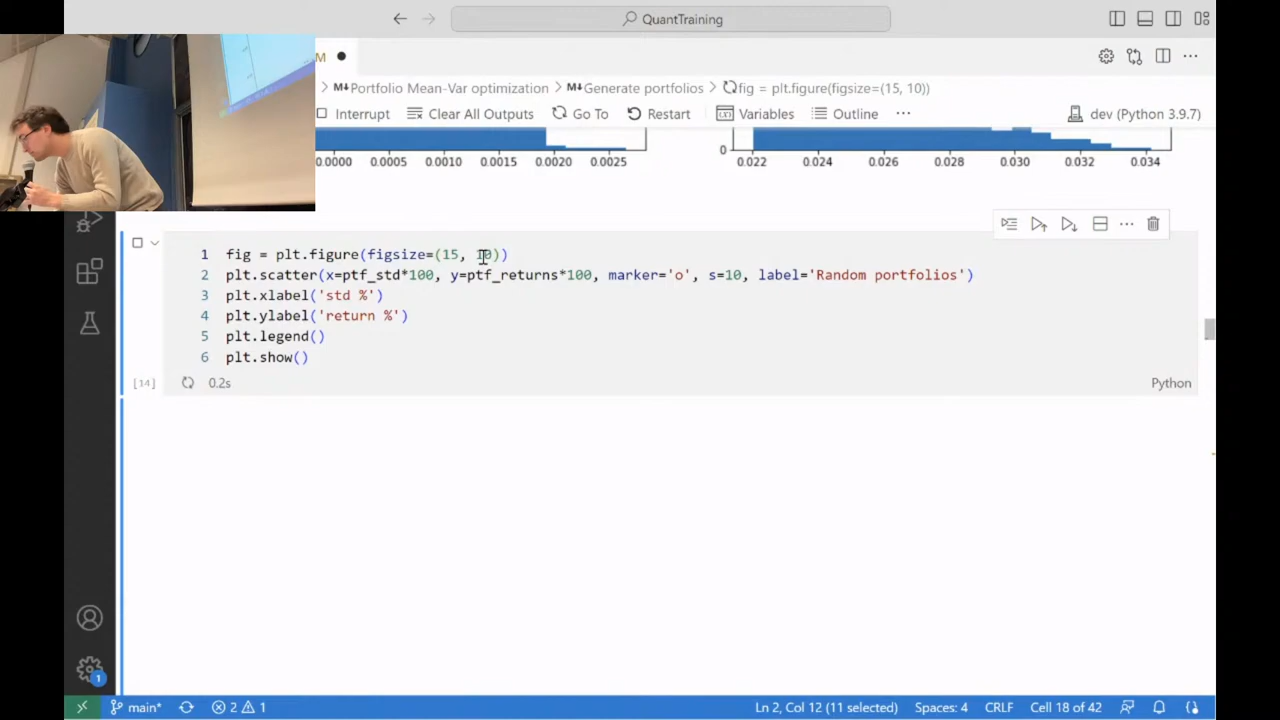 QuantTraining
M
Portfolio Mean-Var optimization > M↓Generate portfolios > fig = plt.figure(figsize=(15, 10))
Interrupt Clear All Outputs Go To Restart Variables Outline ··· dev (Python 3.9.7)
0.0000 0.0005 0.0010 0.0015 0.0020 0.0025
0
0.022 0.024 0.026 0.028 0.030 0.032 0.034
1 fig = plt.figure(figsize=(15, 10))
2 plt.scatter(x=ptf_std*100, y=ptf_returns*100, marker='o', s=10, label='Random portfolios')
3 plt.xlabel('std %')
4 plt.ylabel('return %')
5 plt.legend()
6 plt.show()
[14] 0.2s Python
1
main* 2 1 Ln 2, Col 12 (11 selected) Spaces: 4 CRLF Cell 18 of 42